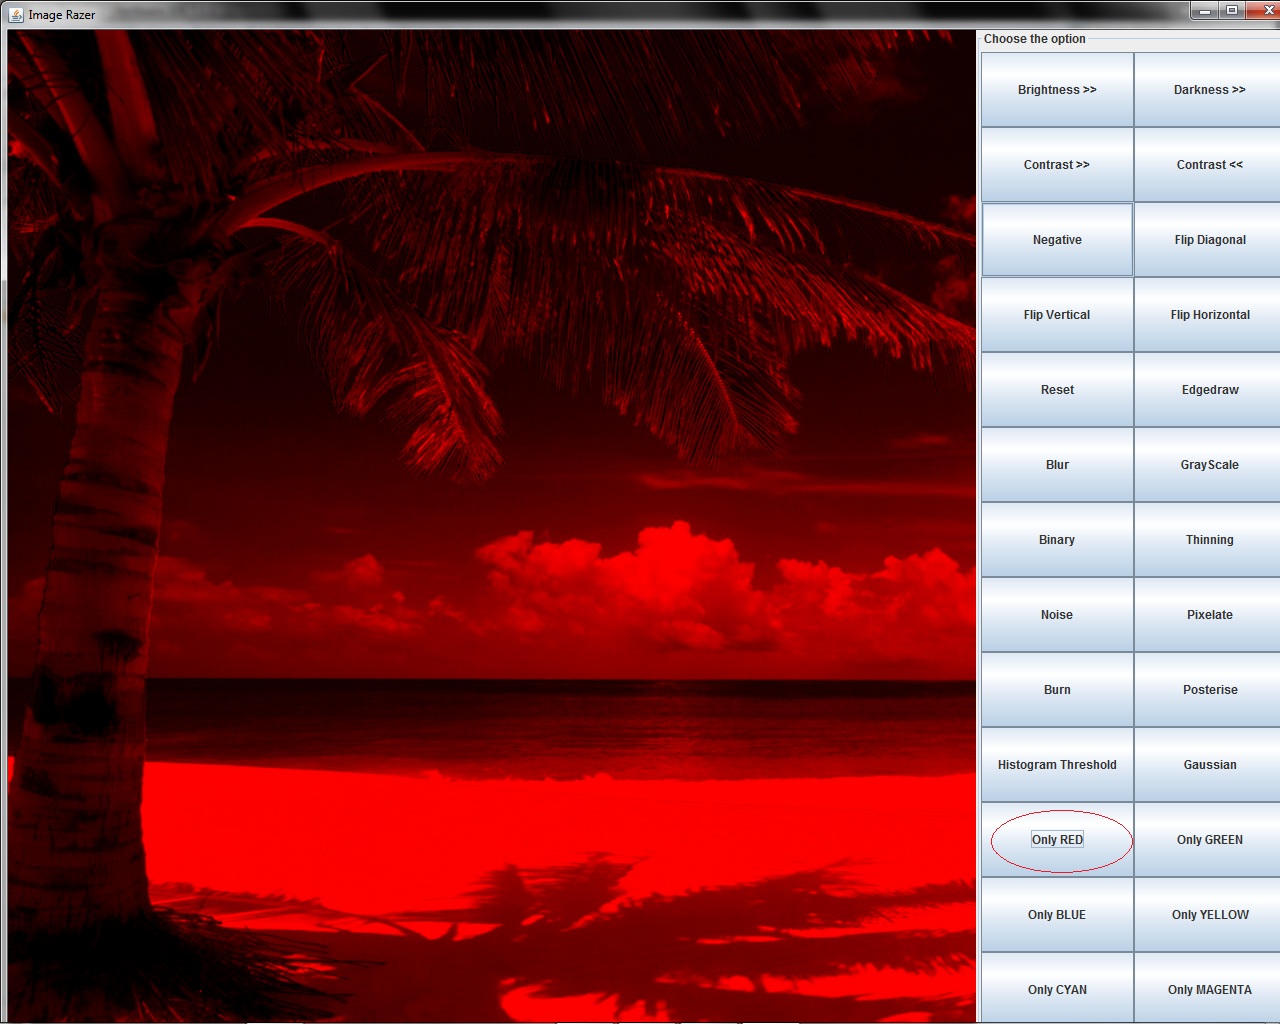 Image Razer
Choose the option
Brightness >>
Darkness >>
Contrast >>
Contrast <<
Negative
Flip Diagonal
Flip Vertical
Flip Horizontal
Reset
Edgedraw
Blur
GrayScale
Binary
Thinning
Noise
Pixelate
Burn
Posterise
Histogram Threshold
Gaussian
Only RED
Only GREEN
Only BLUE
Only YELLOW
Only CYAN
Only MAGENTA